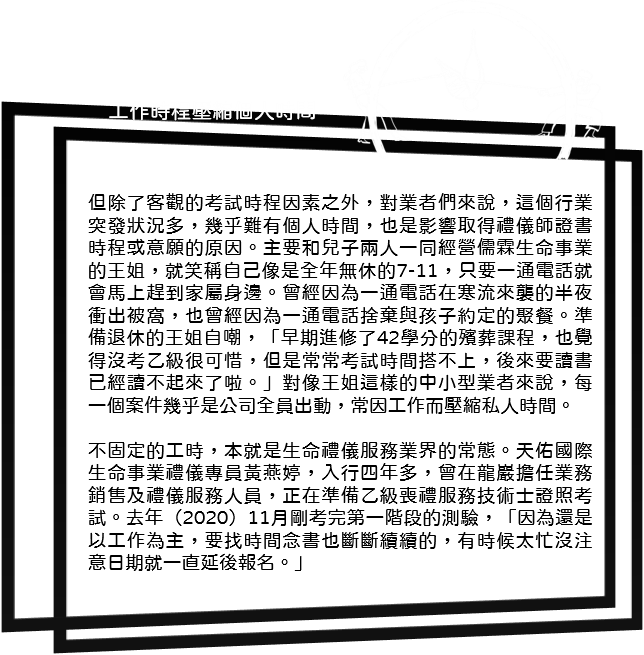 工作時程壓縮個人時間
但除了客觀的考試時程因素之外，對業者們來說，這個行業
突發狀況多，幾乎難有個人時間，也是影響取得禮儀師證書
時程或意願的原因。主要和兒子兩人一同經營儒霖生命事業
的王姐，就笑稱自己像是全年無休的7-11，只要一通電話就
會馬上趕到家屬身邊。曾經因為一通電話在寒流來襲的半夜
衝出被窩，也曾經因為一通電話捨棄與孩子約定的聚餐。準
備退休的王姐自嘲，「早期進修了42學分的殯葬課程，也覺
得沒考乙級很可惜，但是常常考試時間搭不上，後來要讀書
已經讀不起來了啦。」對像王姐這樣的中小型業者來說，每
一個案件幾乎是公司全員出動，常因工作而壓縮私人時間。
不固定的工時，本就是生命禮儀服務業界的常態。天佑國際
生命事業禮儀專員黃燕婷，入行四年多，曾在龍巖擔任業務
銷售及禮儀服務人員，正在準備乙級喪禮服務技術士證照考
試。去年（2020）11月剛考完第一階段的測驗，「因為還是
以工作為主，要找時間念書也斷斷續續的，有時候太忙沒注
意日期就一直延後報名。」